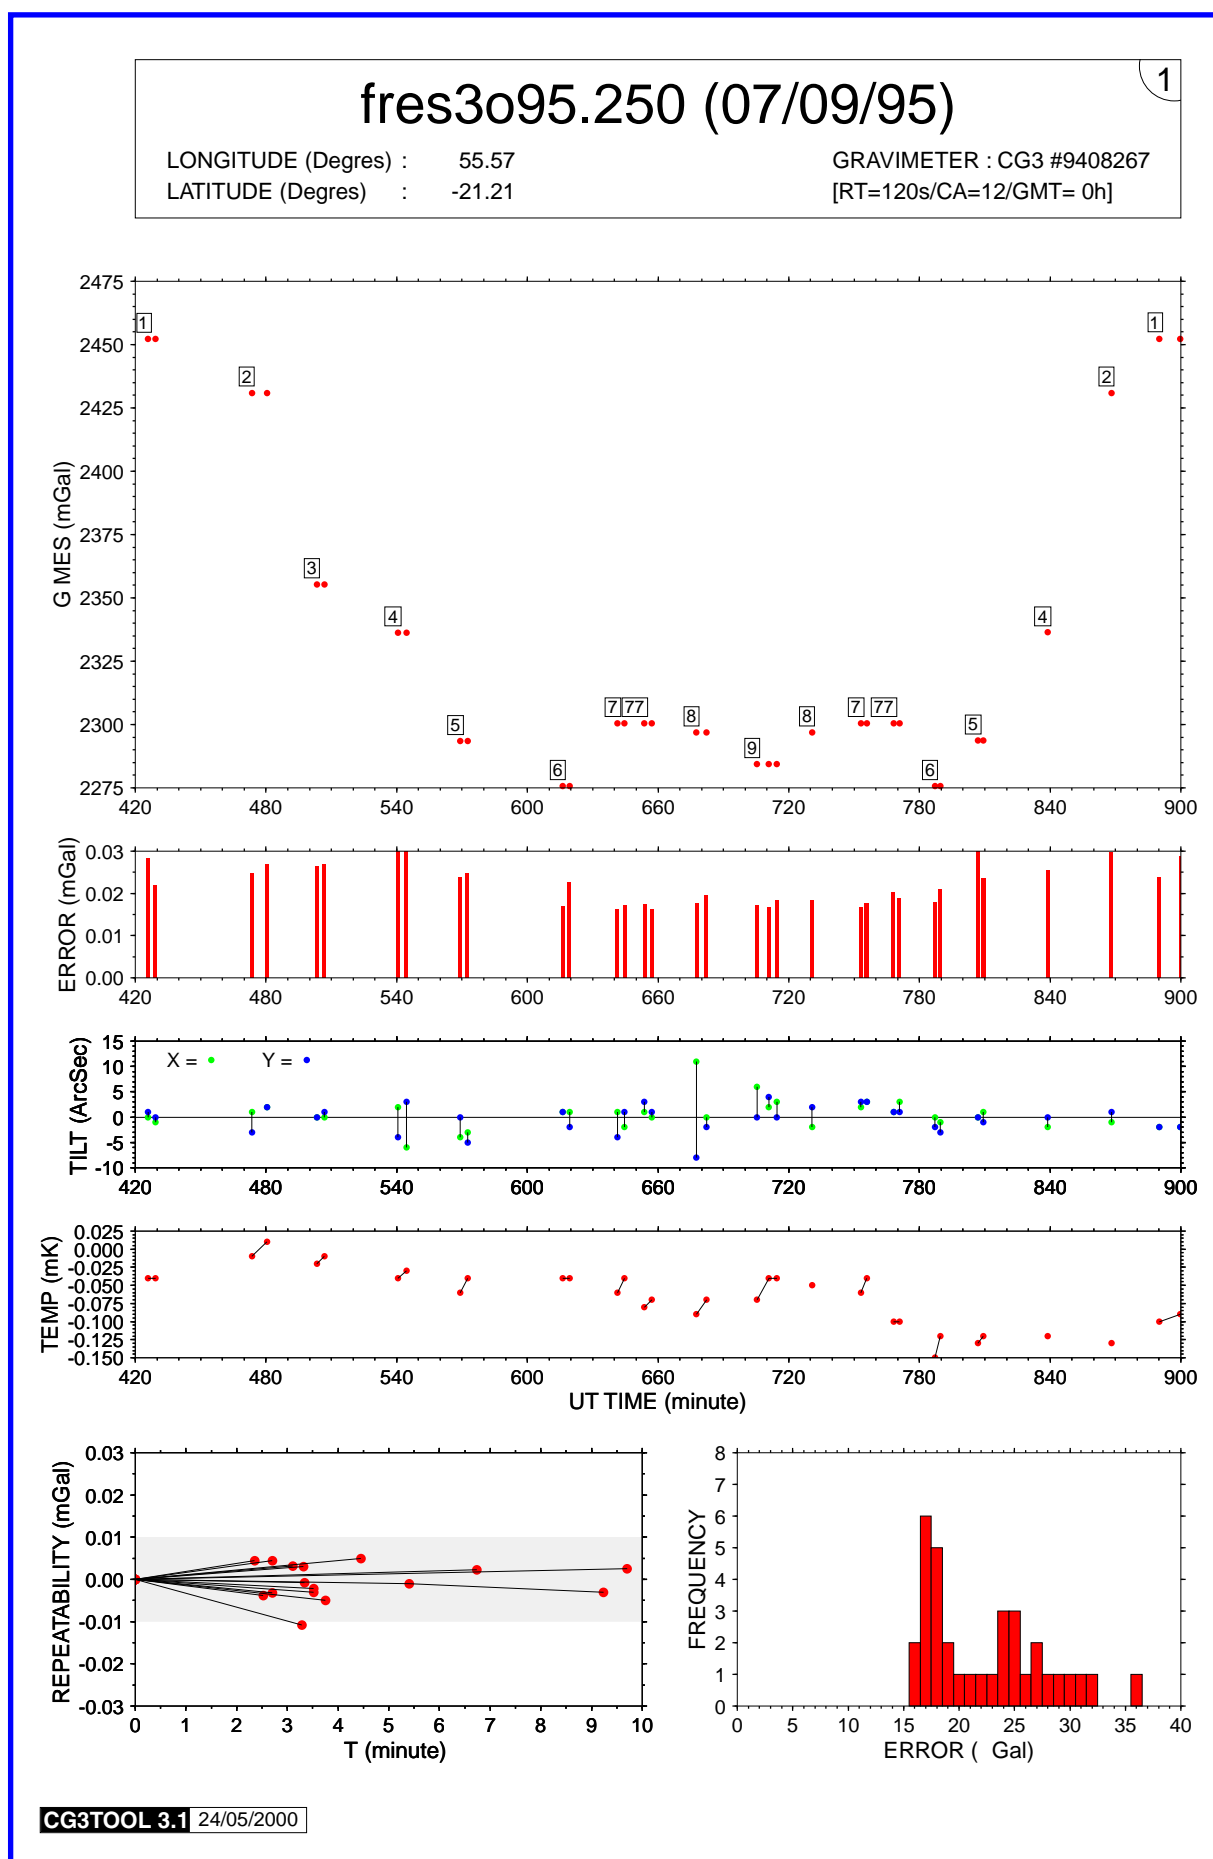 1
fres3o95.250 (07/09/95)
LONGITUDE (Degres) : 55.57
GRAVIMETER : CG3 #9408267
LATITUDE (Degres) : -21.21
[RT=120s/CA=12/GMT= 0h]
G MES (mGal)
2475
2450
2425
2400
2375
2350
2325
2300
2275
1 2 3 4 5 6 7 77 8 9 8 7 77 6 5 4 2 1
420 480 540 600 660 720 780 840 900
ERROR (mGal)
0.03
0.02
0.01
0.00
420 480 540 600 660 720 780 840 900
TILT (ArcSec)
15
10
5
0
-5
-10
X = Y =
420 480 540 600 660 720 780 840 900
TEMP (mK)
0.025
0.000
-0.025
-0.050
-0.075
-0.100
-0.125
-0.150
420 480 540 600 660 720 780 840 900
UT TIME (minute)
REPEATABILITY (mGal)
0.03
0.02
0.01
0.00
-0.01
-0.02
-0.03
0 1 2 3 4 5 6 7 8 9 10
T (minute)
FREQUENCY
8
7
6
5
4
3
2
1
0
0 5 10 15 20 25 30 35 40
ERROR ( Gal)
CG3TOOL 3.1 24/05/2000